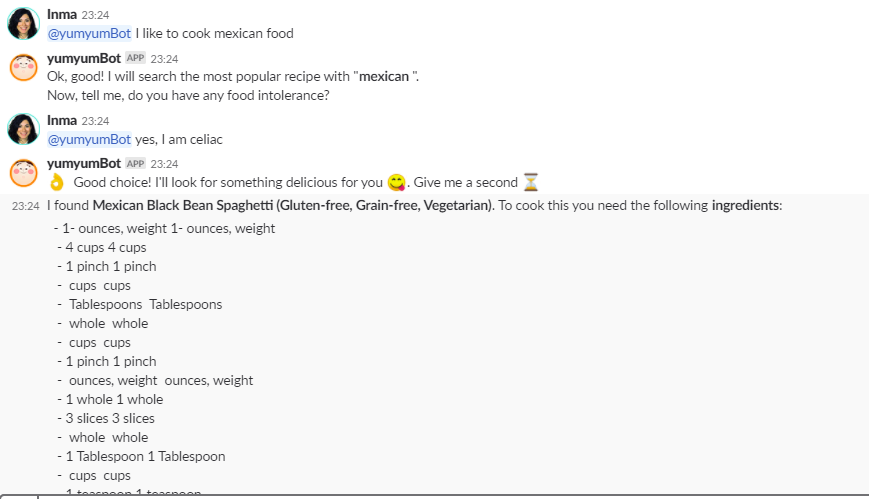 Inma 23:24
@yumyumBot I like to cook mexican food
yumyumBot APP 23:24
Ok, good! I will search the most popular recipe with "mexican ".
Now, tell me, do you have any food intolerance?
Inma 23:24
@yumyumBot yes, I am celiac
yumyumBot APP 23:24
👌 Good choice! I'll look for something delicious for you 😋. Give me a second ⏳
23:24 I found Mexican Black Bean Spaghetti (Gluten-free, Grain-free, Vegetarian). To cook this you need the following ingredients:
- 1- ounces, weight 1- ounces, weight
- 4 cups 4 cups
- 1 pinch 1 pinch
- cups cups
- Tablespoons Tablespoons
- whole whole
- cups cups
- 1 pinch 1 pinch
- ounces, weight ounces, weight
- 1 whole 1 whole
- 3 slices 3 slices
- whole whole
- 1 Tablespoon 1 Tablespoon
- cups cups
- 1 teaspoon 1 teaspoon